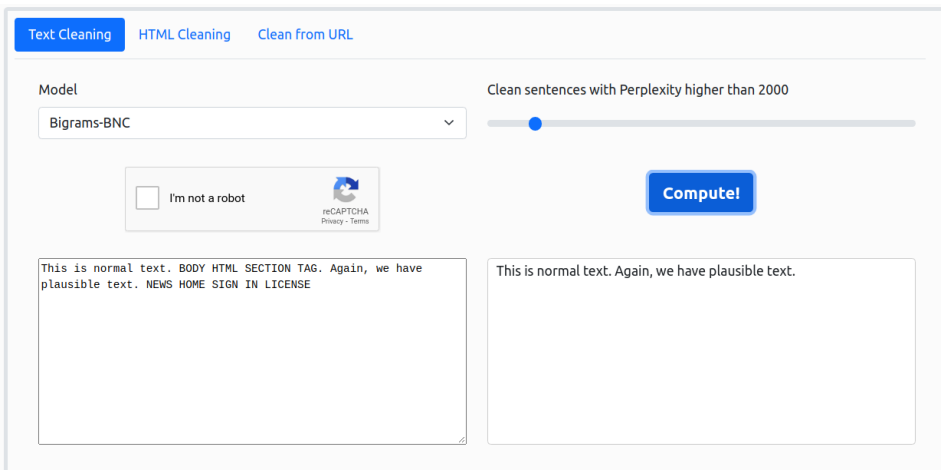 Text Cleaning HTML Cleaning Clean from URL
Model
Bigrams-BNC
Clean sentences with Perplexity higher than 2000
I'm not a robot
reCAPTCHA
Privacy - Terms
Compute!
This is normal text. BODY HTML SECTION TAG. Again, we have
plausible text. NEWS HOME SIGN IN LICENSE
This is normal text. Again, we have plausible text.